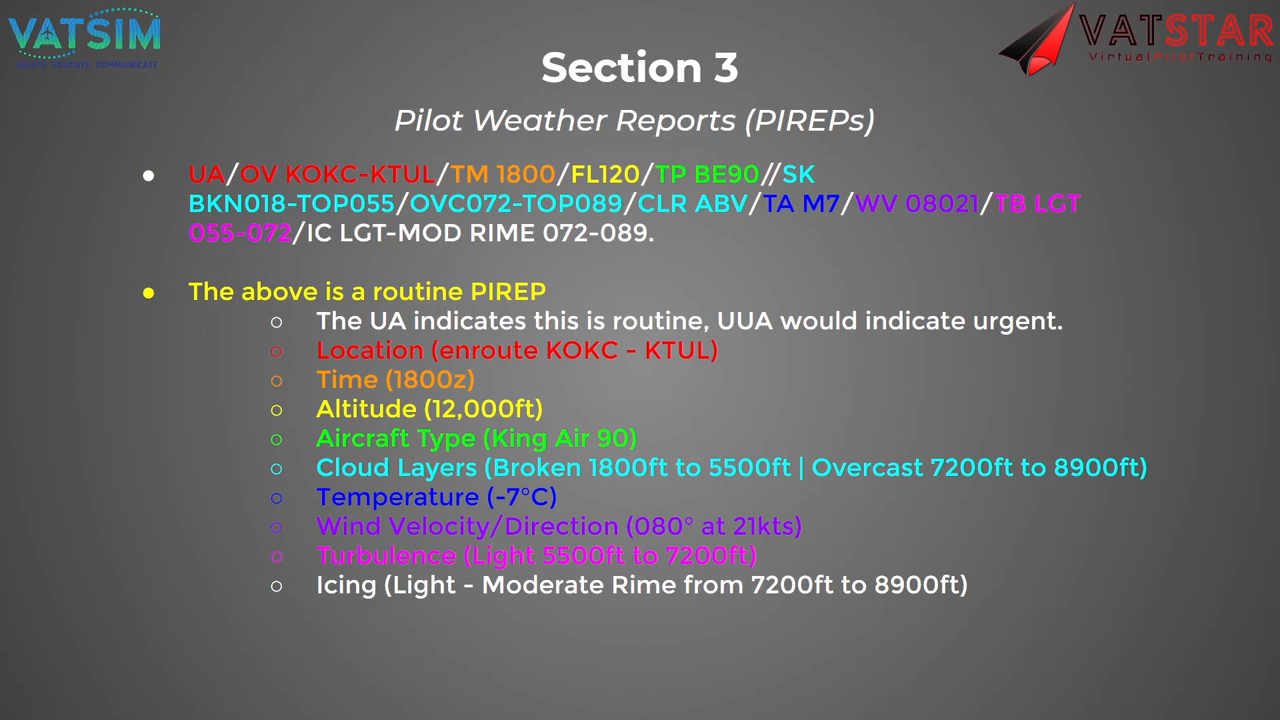 VATSIM
EDUCATE COMMUNICATE
VATSTAR
VirtualPilotTraining
Section 3
Pilot Weather Reports (PIREPs)
● UA/OV KOKC-KTUL/TM 1800/FL120/TP BE90//SK
BKN018-TOP055/OVC072-TOP089/CLR ABV/TA M7/WV 08021/TB LGT
055-072/IC LGT-MOD RIME 072-089.
● The above is a routine PIREP
○ The UA indicates this is routine, UUA would indicate urgent.
○ Location (enroute KOKC - KTUL)
○ Time (1800z)
○ Altitude (12,000ft)
○ Aircraft Type (King Air 90)
○ Cloud Layers (Broken 1800ft to 5500ft | Overcast 7200ft to 8900ft)
○ Temperature (-7°C)
○ Wind Velocity/Direction (080° at 21kts)
○ Turbulence (Light 5500ft to 7200ft)
○ Icing (Light - Moderate Rime from 7200ft to 8900ft)